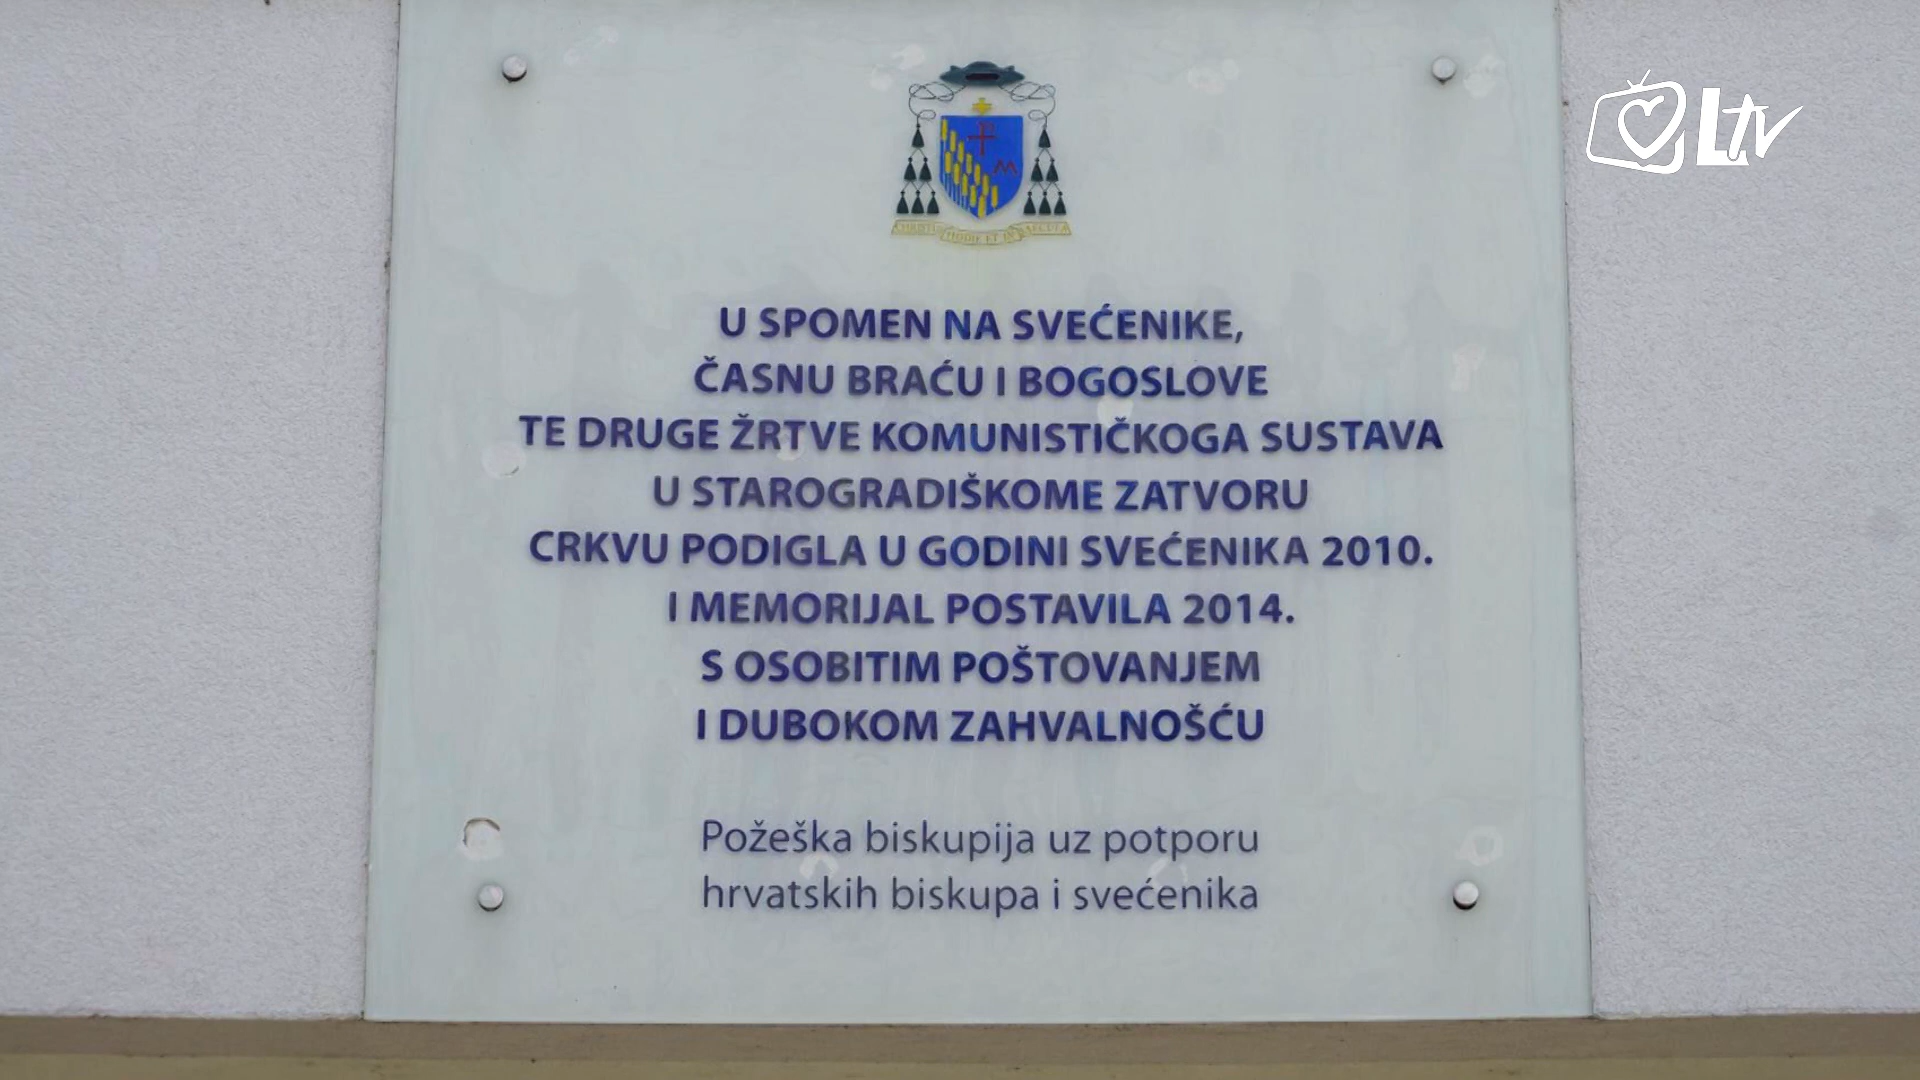 Ltv
U SPOMEN NA SVEĆENIKE,
ČASNU BRAĆU I BOGOSLOVE
TE DRUGE ŽRTVE KOMUNISTIČKOGA SUSTAVA
U STAROGRADIŠKOME ZATVORU
CRKVU PODIGLA U GODINI SVEĆENIKA 2010.
I MEMORIJAL POSTAVILA 2014.
S OSOBITIM POŠTOVANJEM
I DUBOKOM ZAHVALNOŠĆU
Požeška biskupija uz potporu
hrvatskih biskupa i svećenika